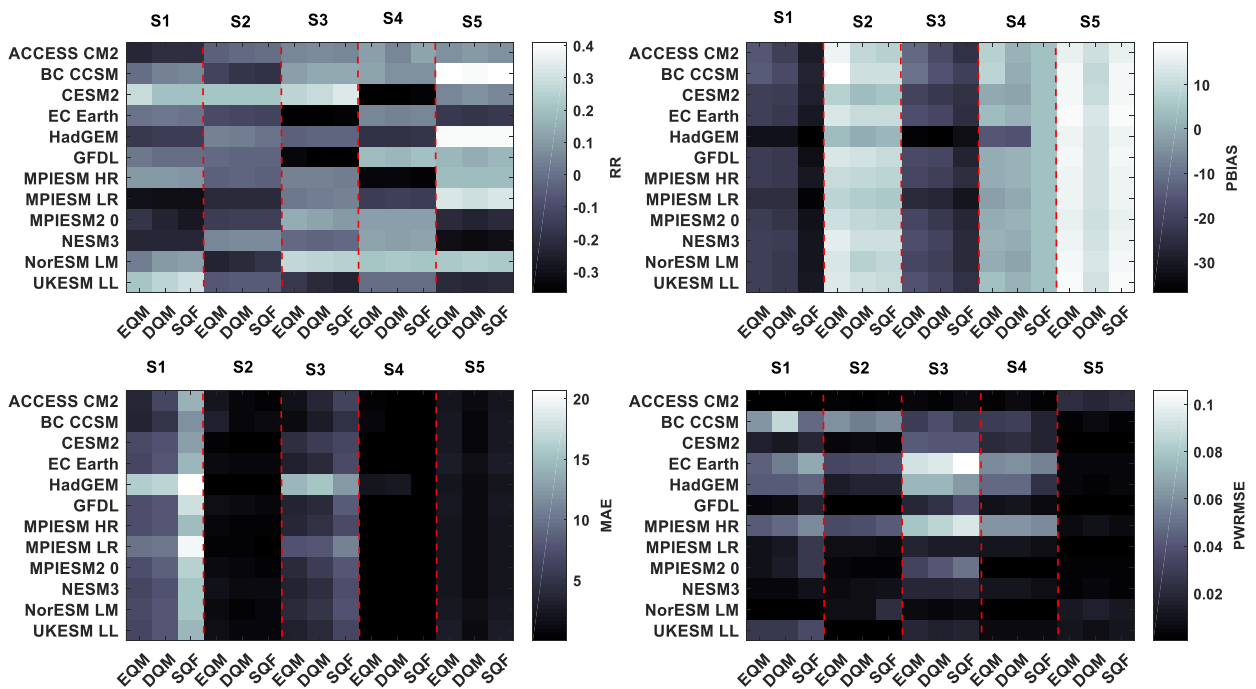 S1 S2 S3 S4 S5
ACCESS CM2
BC CCSM
CESM2
EC Earth
HadGEM
GFDL
MPIESM HR
MPIESM LR
MPIESM2 0
NESM3
NorESM LM
UKESM LL
EQM DQM SQF EQM DQM SQF EQM DQM SQF EQM DQM SQF EQM DQM SQF
0.4
0.3
0.2
0.1
0
-0.1
-0.2
-0.3
RR
S1 S2 S3 S4 S5
ACCESS CM2
BC CCSM
CESM2
EC Earth
HadGEM
GFDL
MPIESM HR
MPIESM LR
MPIESM2 0
NESM3
NorESM LM
UKESM LL
EQM DQM SQF EQM DQM SQF EQM DQM SQF EQM DQM SQF EQM DQM SQF
10
0
-10
-20
-30
PBIAS
S1 S2 S3 S4 S5
ACCESS CM2
BC CCSM
CESM2
EC Earth
HadGEM
GFDL
MPIESM HR
MPIESM LR
MPIESM2 0
NESM3
NorESM LM
UKESM LL
EQM DQM SQF EQM DQM SQF EQM DQM SQF EQM DQM SQF EQM DQM SQF
20
15
10
5
MAE
S1 S2 S3 S4 S5
ACCESS CM2
BC CCSM
CESM2
EC Earth
HadGEM
GFDL
MPIESM HR
MPIESM LR
MPIESM2 0
NESM3
NorESM LM
UKESM LL
EQM DQM SQF EQM DQM SQF EQM DQM SQF EQM DQM SQF EQM DQM SQF
0.1
0.08
0.06
0.04
0.02
PWRMSE